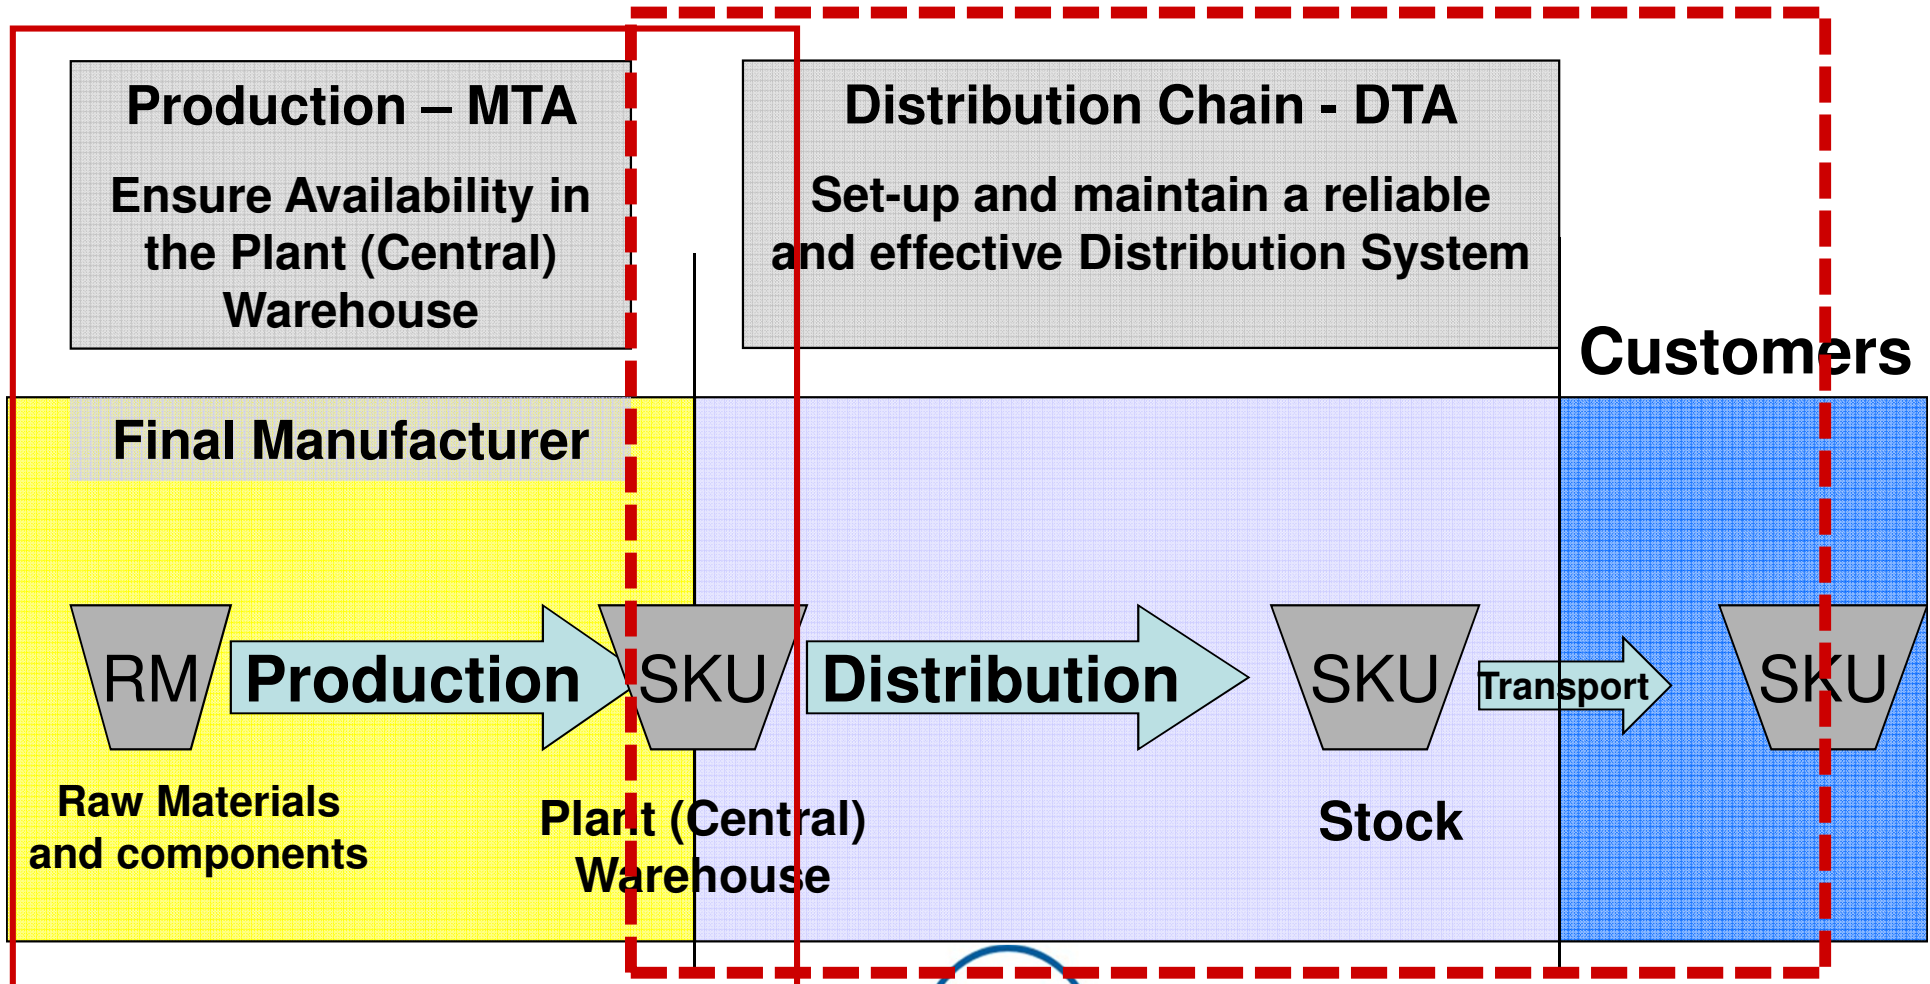 Production – MTA
Ensure Availability in
the Plant (Central)
Warehouse
Distribution Chain - DTA
Set-up and maintain a reliable
and effective Distribution System
Customers
Final Manufacturer
RM
Production
SKU
Distribution
SKU
Transport
SKU
Raw Materials
and components
Plant (Central)
Warehouse
Stock